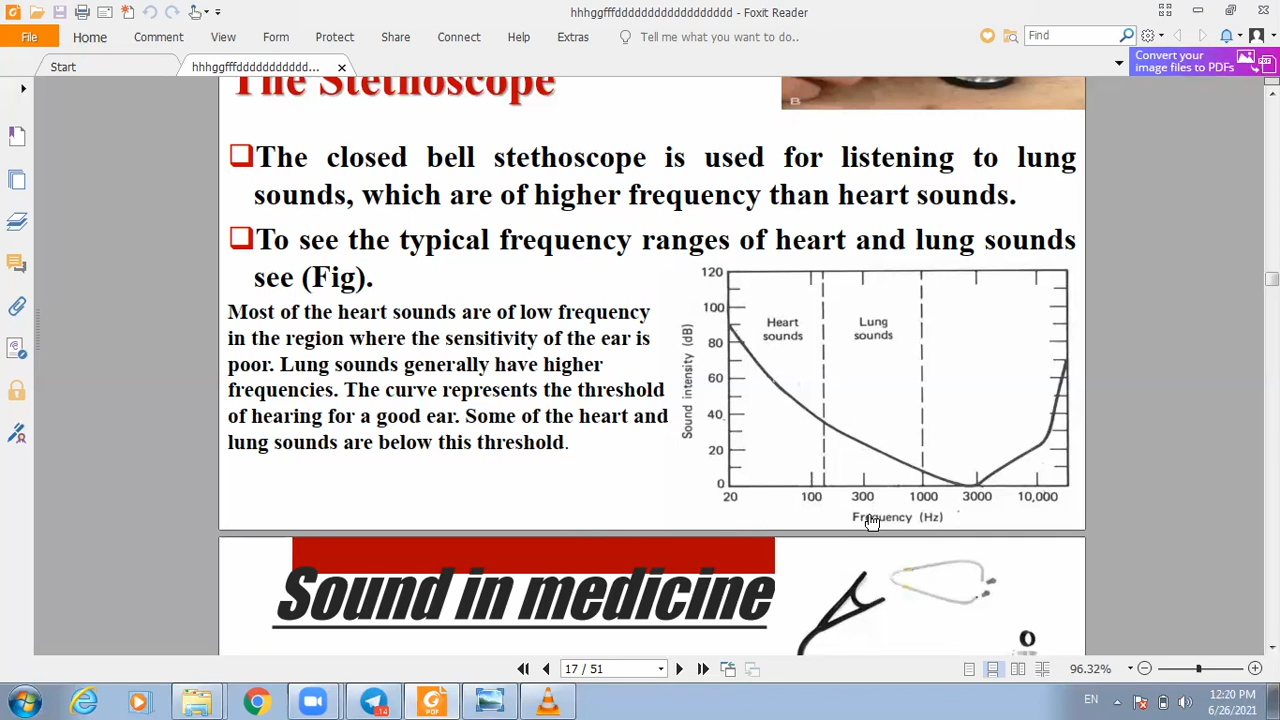 hhhggfffdddddddddddddddddd - Foxit Reader
File Home Comment View Form Protect Share Connect Help Extras Tell me what you want to do... Find
Start hhhggfffddddddddddd...
Convert your
image files to PDFs
The Stethoscope
B
The closed bell stethoscope is used for listening to lung
sounds, which are of higher frequency than heart sounds.
To see the typical frequency ranges of heart and lung sounds
see (Fig).
Most of the heart sounds are of low frequency
in the region where the sensitivity of the ear is
poor. Lung sounds generally have higher
frequencies. The curve represents the threshold
of hearing for a good ear. Some of the heart and
lung sounds are below this threshold.
Sound intensity (dB)
120
100
80
60
40
20
0
Heart
sounds
Lung
sounds
20 100 300 1000 3000 10,000
Frequency (Hz)
Sound in medicine
17 / 51
96.32%
14
PDF
EN
12:20 PM
6/26/2021